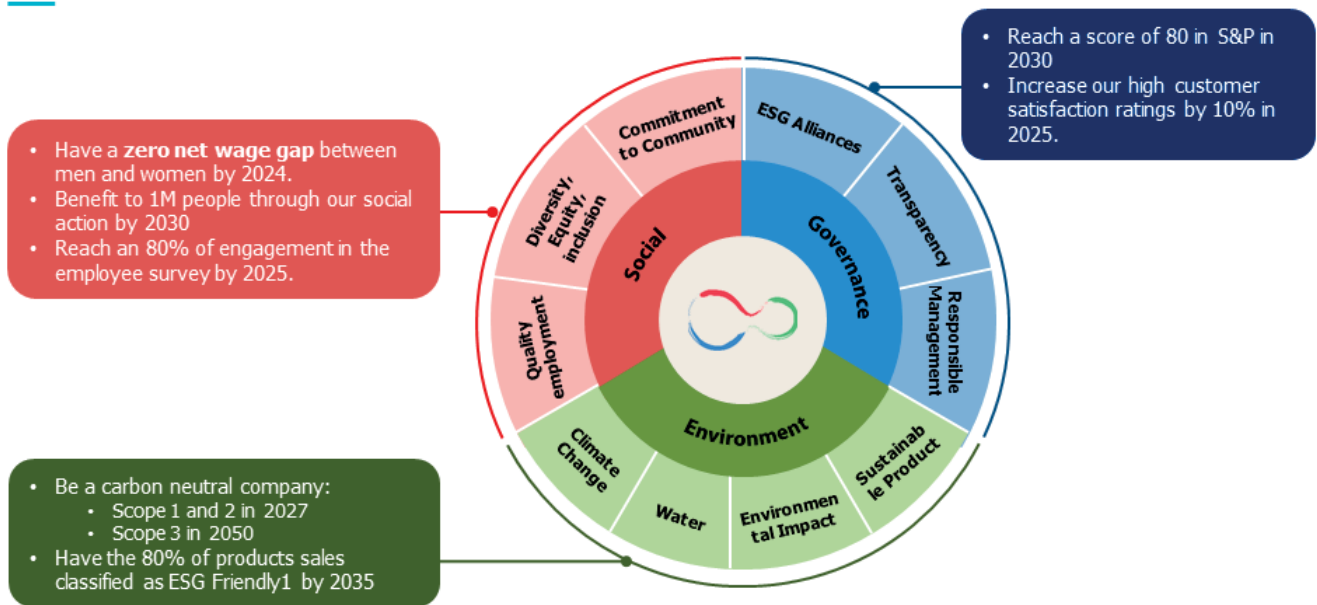 • Reach a score of 80 in S&P in
2030
• Increase our high customer
satisfaction ratings by 10% in
2025.
• Have a zero net wage gap between
men and women by 2024.
• Benefit to 1M people through our social
action by 2030
• Reach an 80% of engagement in the
employee survey by 2025.
• Be a carbon neutral company:
• Scope 1 and 2 in 2027
• Scope 3 in 2050
• Have the 80% of products sales
classified as ESG Friendly1 by 2035
Social
Commitment
to Community
Diversity,
Equity,
inclusion
Quality
employment
Governance
ESG Alliances
Transparency
Responsible
Management
Environment
Climate
Change
Water
Environmen
tal Impact
Sustainab
le Product